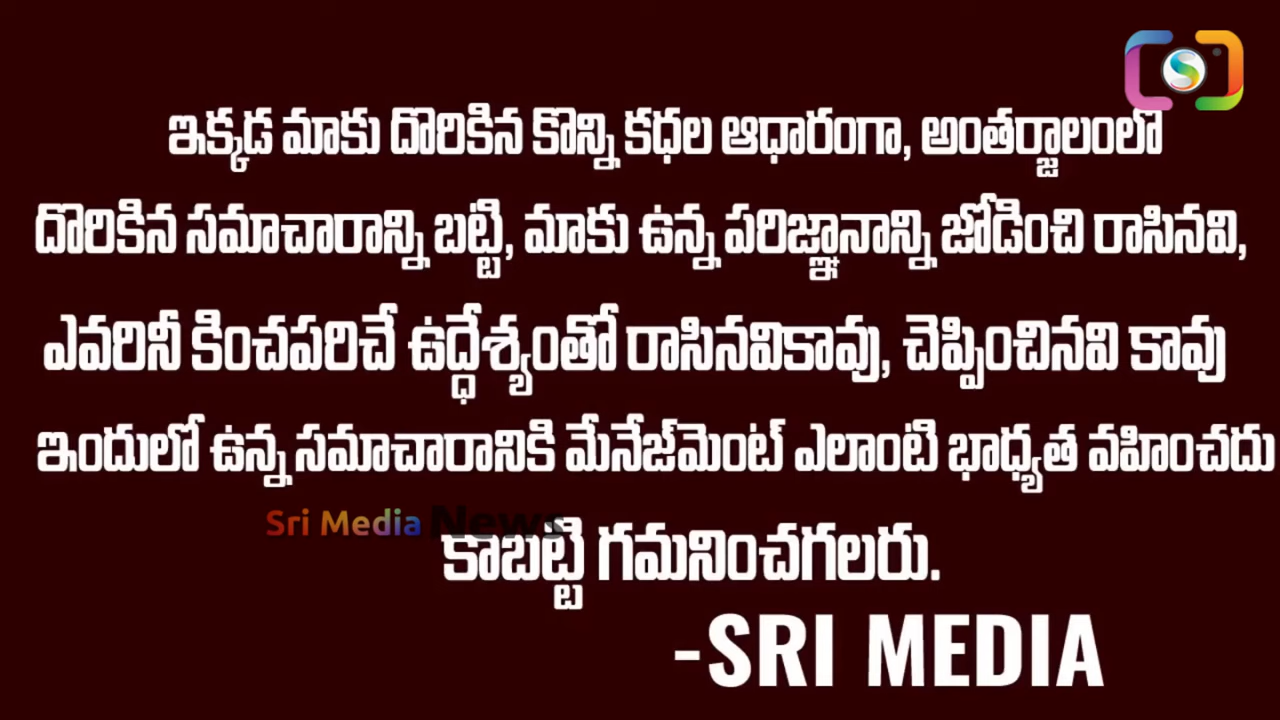 ఇక్కడ మాకు దొరికిన కొన్ని కధల ఆధారంగా, అంతర్జాలంలో
దొరికిన సమాచారాన్ని బట్టి, మాకు ఉన్న పరిజ్ఞానాన్ని జోడించి రాసినవి,
ఎవరినీ కించపరిచే ఉద్ధేశ్యంతో రాసినవికావు, చెప్పించినవి కావు
ఇందులో ఉన్న సమాచారానికి మేనేజ్‌మెంట్ ఎలాంటి భాధ్యత వహించదు
Sri Media News
కాబట్టి గమనించగలరు.
-SRI MEDIA